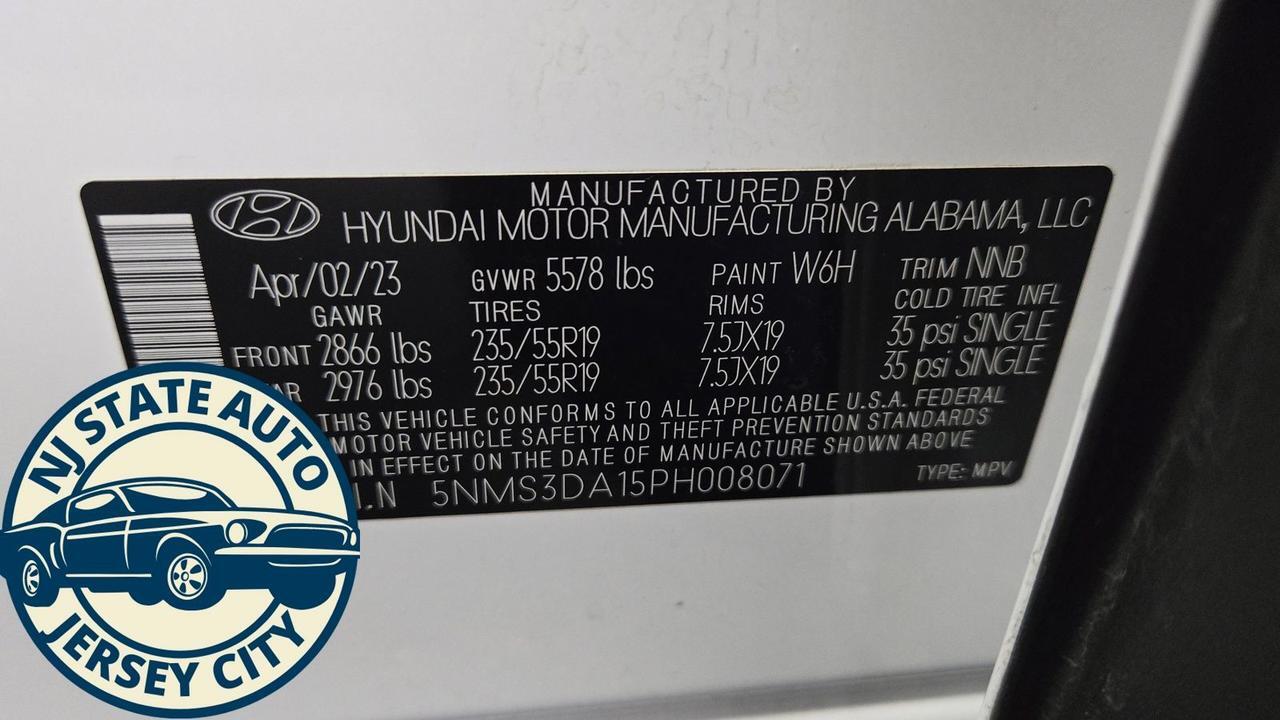 MANUFACTURED BY
HYUNDAI MOTOR MANUFACTURING ALABAMA, LLC
Apr/02/23 GVWR 5578 lbs PAINT W6H TRIM NNB
GAWR TIRES RIMS COLD TIRE INFL
FRONT 2866 lbs 235/55R19 7.5JX19 35 psi SINGLE
AR 2976 lbs 235/55R19 7.5JX19 35 psi SINGLE
THIS VEHICLE CONFORMS TO ALL APPLICABLE U.S.A. FEDERAL
MOTOR VEHICLE SAFETY AND THEFT PREVENTION STANDARDS
IN EFFECT ON THE DATE OF MANUFACTURE SHOWN ABOVE
I.N 5NMS3DA15PH008071 TYPE: MPV
NJ STATE AUTO
JERSEY CITY